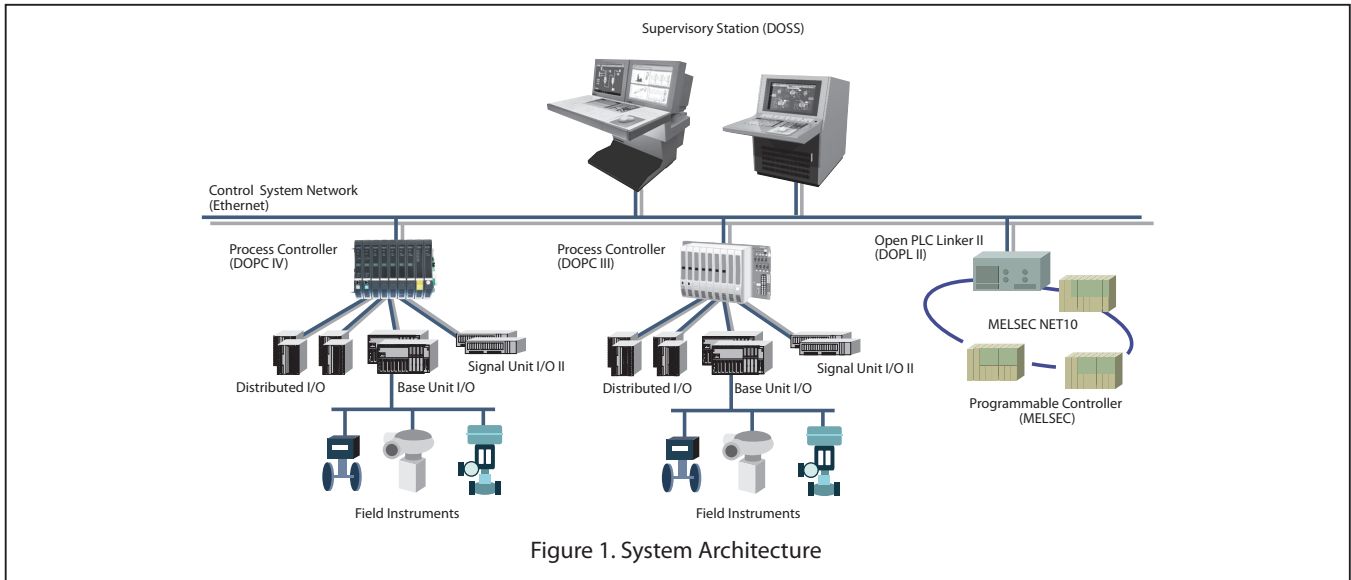 Supervisory Station (DOSS)
Control System Network
(Ethernet)
Process Controller
(DOPC IV)
Process Controller
(DOPC III)
Open PLC Linker II
(DOPL II)
MELSEC NET10
Distributed I/O
Base Unit I/O
Signal Unit I/O II
Distributed I/O
Base Unit I/O
Signal Unit I/O II
Programmable Controller
(MELSEC)
Field Instruments
Field Instruments
Figure 1. System Architecture